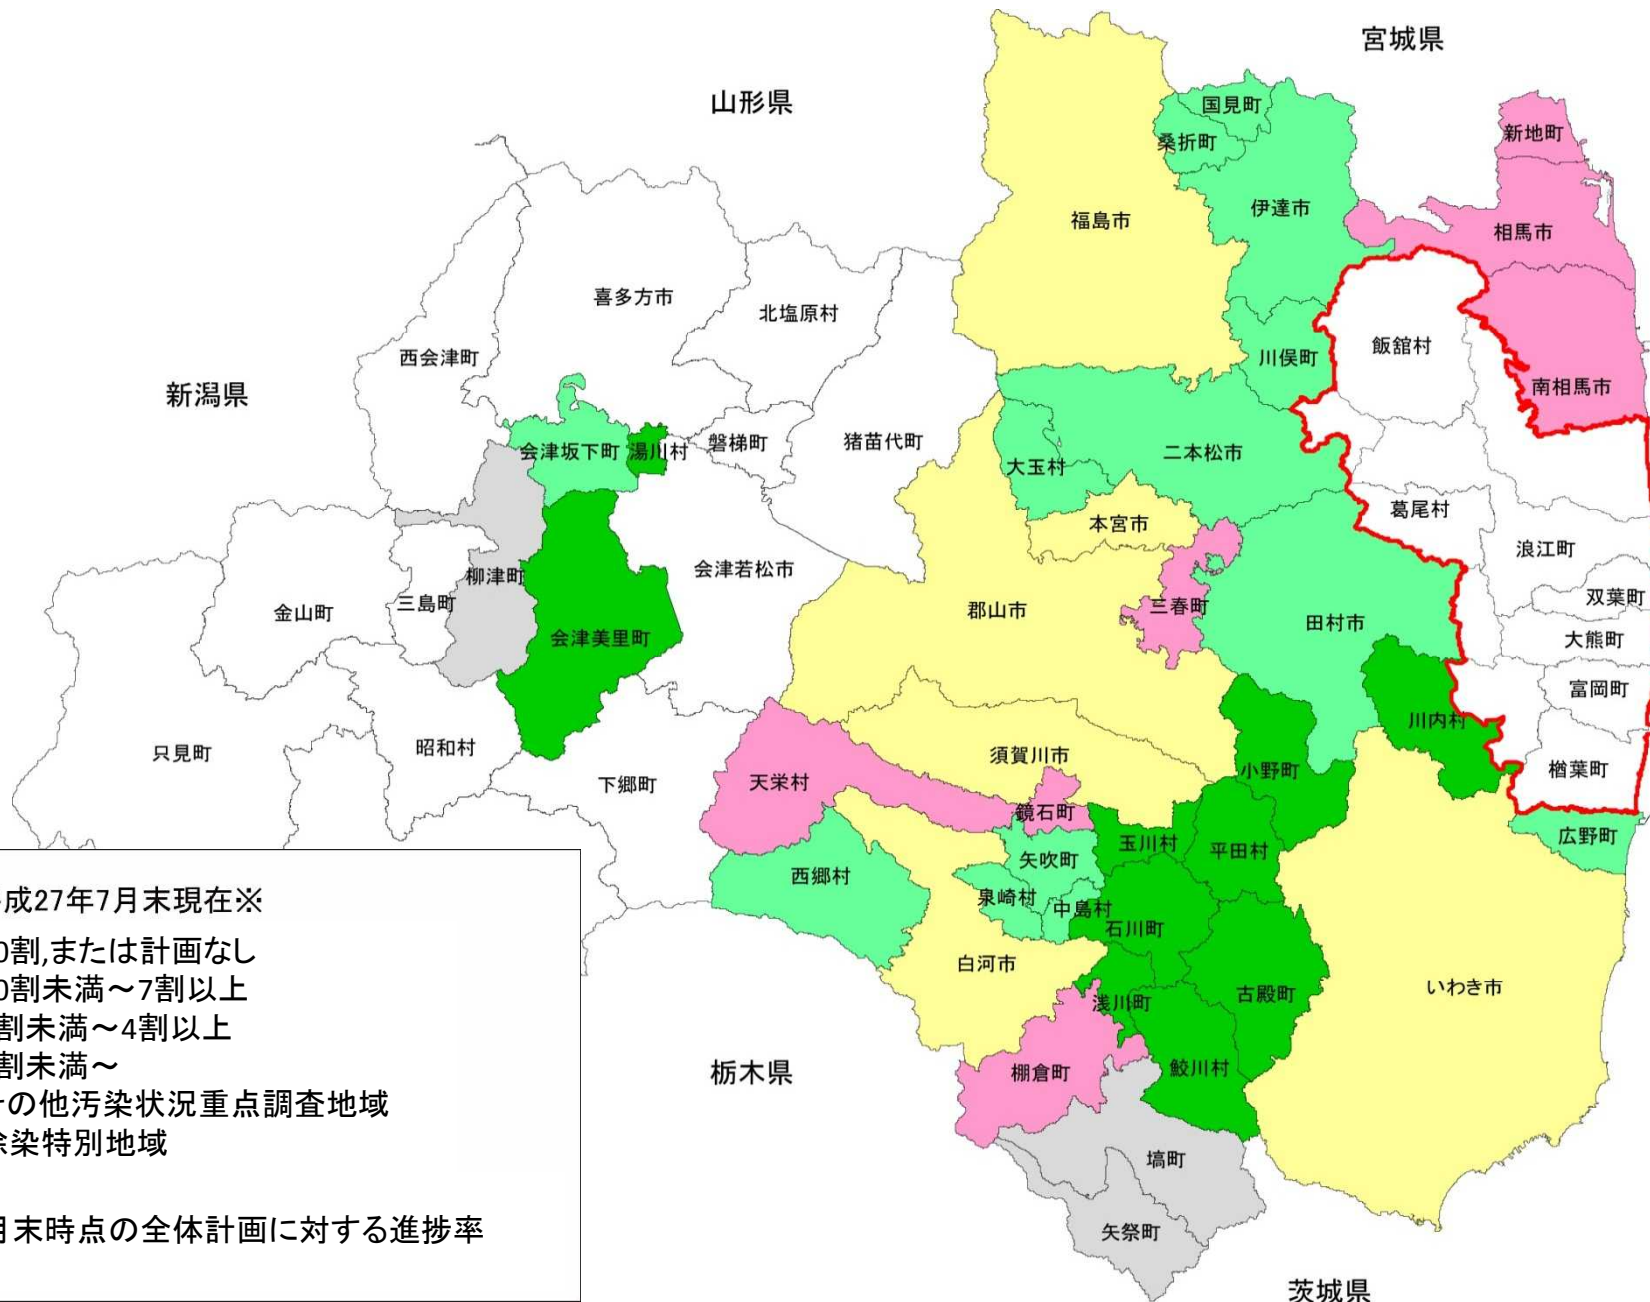 宮城県
山形県
国見町
新地町
桑折町
伊達市
福島市
相馬市
喜多方市
北塩原村
飯舘村
西会津町
川俣町
新潟県
南相馬市
会津坂下町
湯川村
磐梯町
猪苗代町
大玉村
二本松市
葛尾村
本宮市
浪江町
会津若松市
柳津町
三島町
金山町
双葉町
三春町
郡山市
田村市
会津美里町
大熊町
富岡町
川内村
昭和村
只見町
須賀川市
小野町
楢葉町
天栄村
下郷町
鏡石町
玉川村
平田村
広野町
矢吹町
西郷村
泉崎村
中島村
石川町
白河市
いわき市
古殿町
浅川町
鮫川村
棚倉町
栃木県
塙町
矢祭町
茨城県
成27年7月末現在※
0割,または計画なし
0割未満～7割以上
割未満～4割以上
割未満～
その他汚染状況重点調査地域
除染特別地域
月末時点の全体計画に対する進捗率